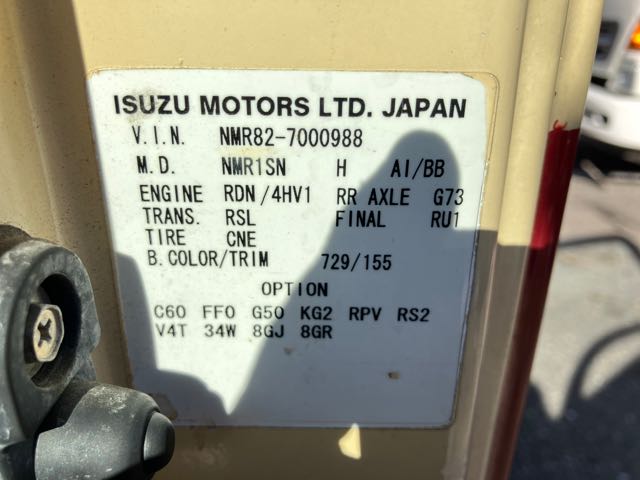 ISUZU MOTORS LTD. JAPAN
V.I.N. NMR82-7000988
M.D. NMR1SN H AI/BB
ENGINE RDN/4HV1 RR AXLE G73
TRANS. RSL FINAL RU1
TIRE CNE
B.COLOR/TRIM 729/155
OPTION
C60 FF0 G50 KG2 RPV RS2
V4T 34W 8GJ 8GR